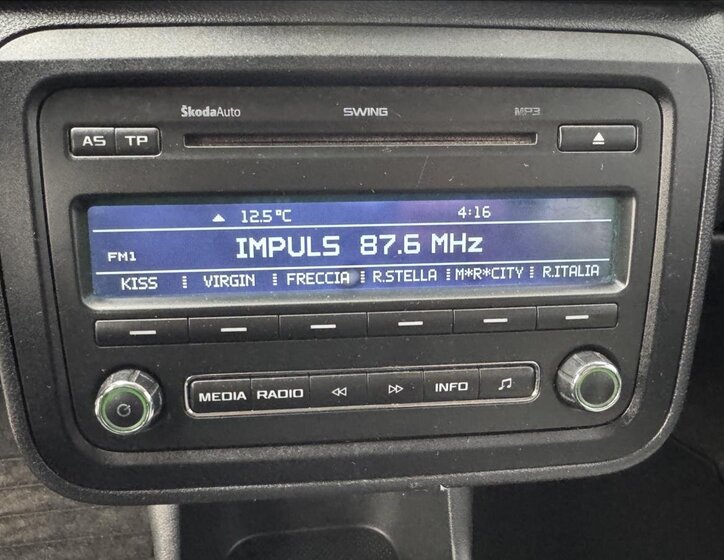 ŠkodaAuto SWING MP3
AS TP
12.5°C 4:16
FM1 IMPULS 87.6 MHz
KISS VIRGIN FRECCIA R.STELLA M*R*CITY R.ITALIA
MEDIA RADIO INFO